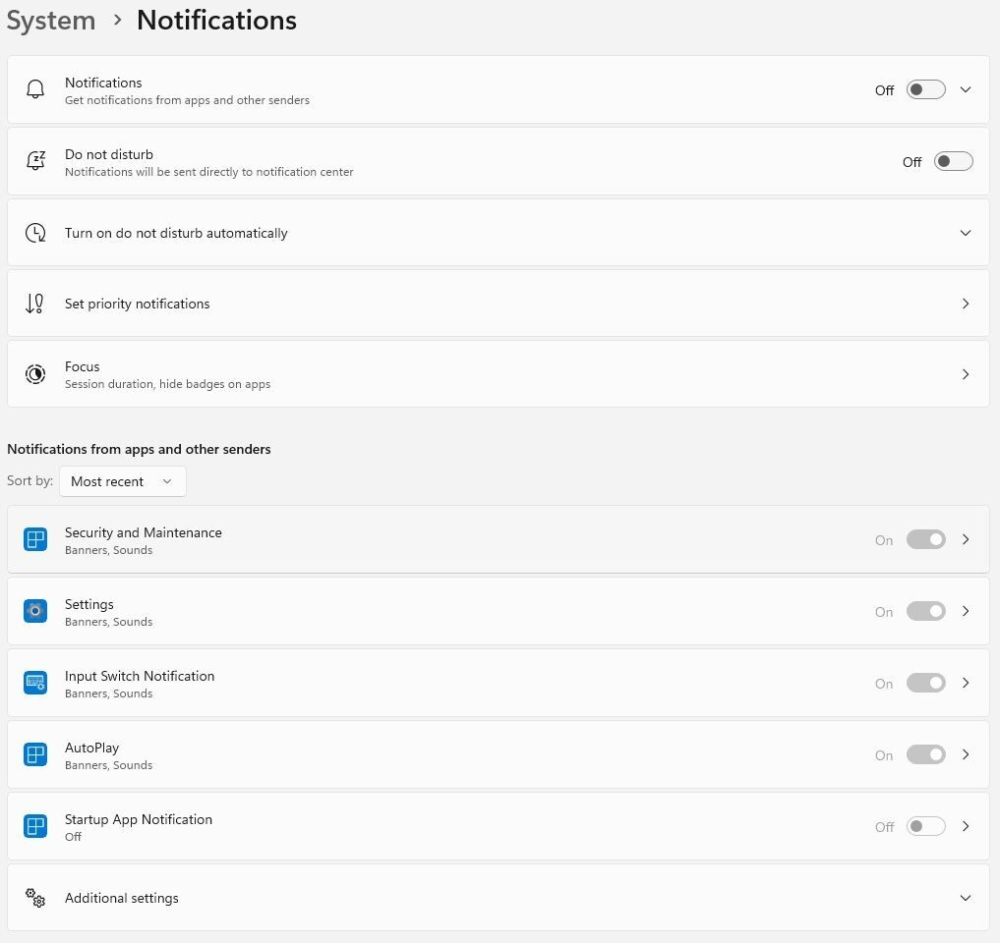 System > Notifications
Notifications
Get notifications from apps and other senders
Off
Do not disturb
Notifications will be sent directly to notification center
Off
Turn on do not disturb automatically
Set priority notifications
Focus
Session duration, hide badges on apps
Notifications from apps and other senders
Sort by: Most recent
Security and Maintenance
Banners, Sounds
On
Settings
Banners, Sounds
On
Input Switch Notification
Banners, Sounds
On
AutoPlay
Banners, Sounds
On
Startup App Notification
Off
Off
Additional settings